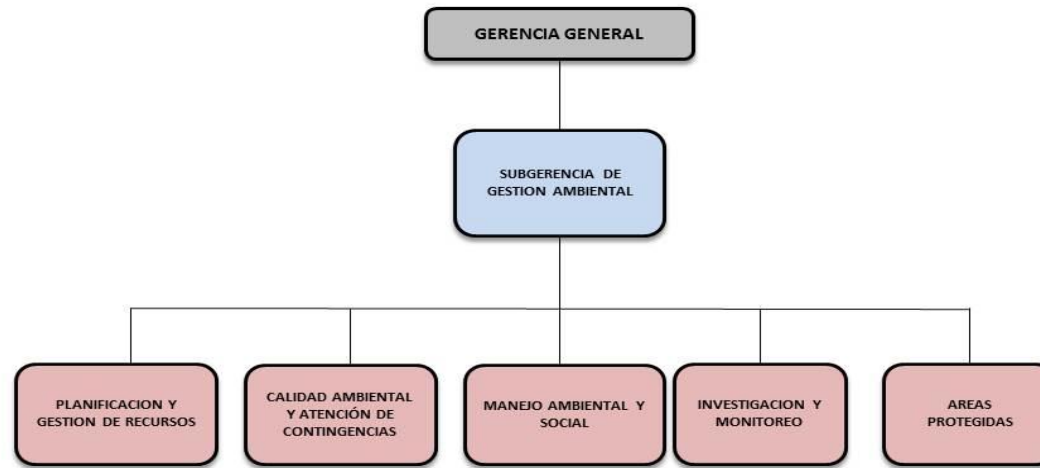 GERENCIA GENERAL
SUBGERENCIA DE
GESTION AMBIENTAL
PLANIFICACION Y
GESTION DE RECURSOS
CALIDAD AMBIENTAL
Y ATENCIÓN DE
CONTINGENCIAS
MANEJO AMBIENTAL Y
SOCIAL
INVESTIGACION Y
MONITOREO
AREAS
PROTEGIDAS